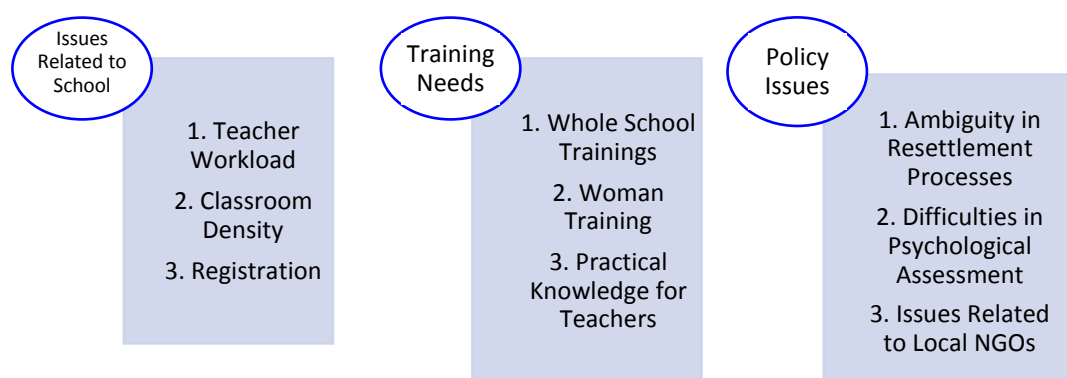 Issues
Related to
School
1. Teacher
Workload
2. Classroom
Density
3. Registration
Training
Needs
1. Whole School
Trainings
2. Woman
Training
3. Practical
Knowledge for
Teachers
Policy
Issues
1. Ambiguity in
Resettlement
Processes
2. Difficulties in
Psychological
Assessment
3. Issues Related
to Local NGOs